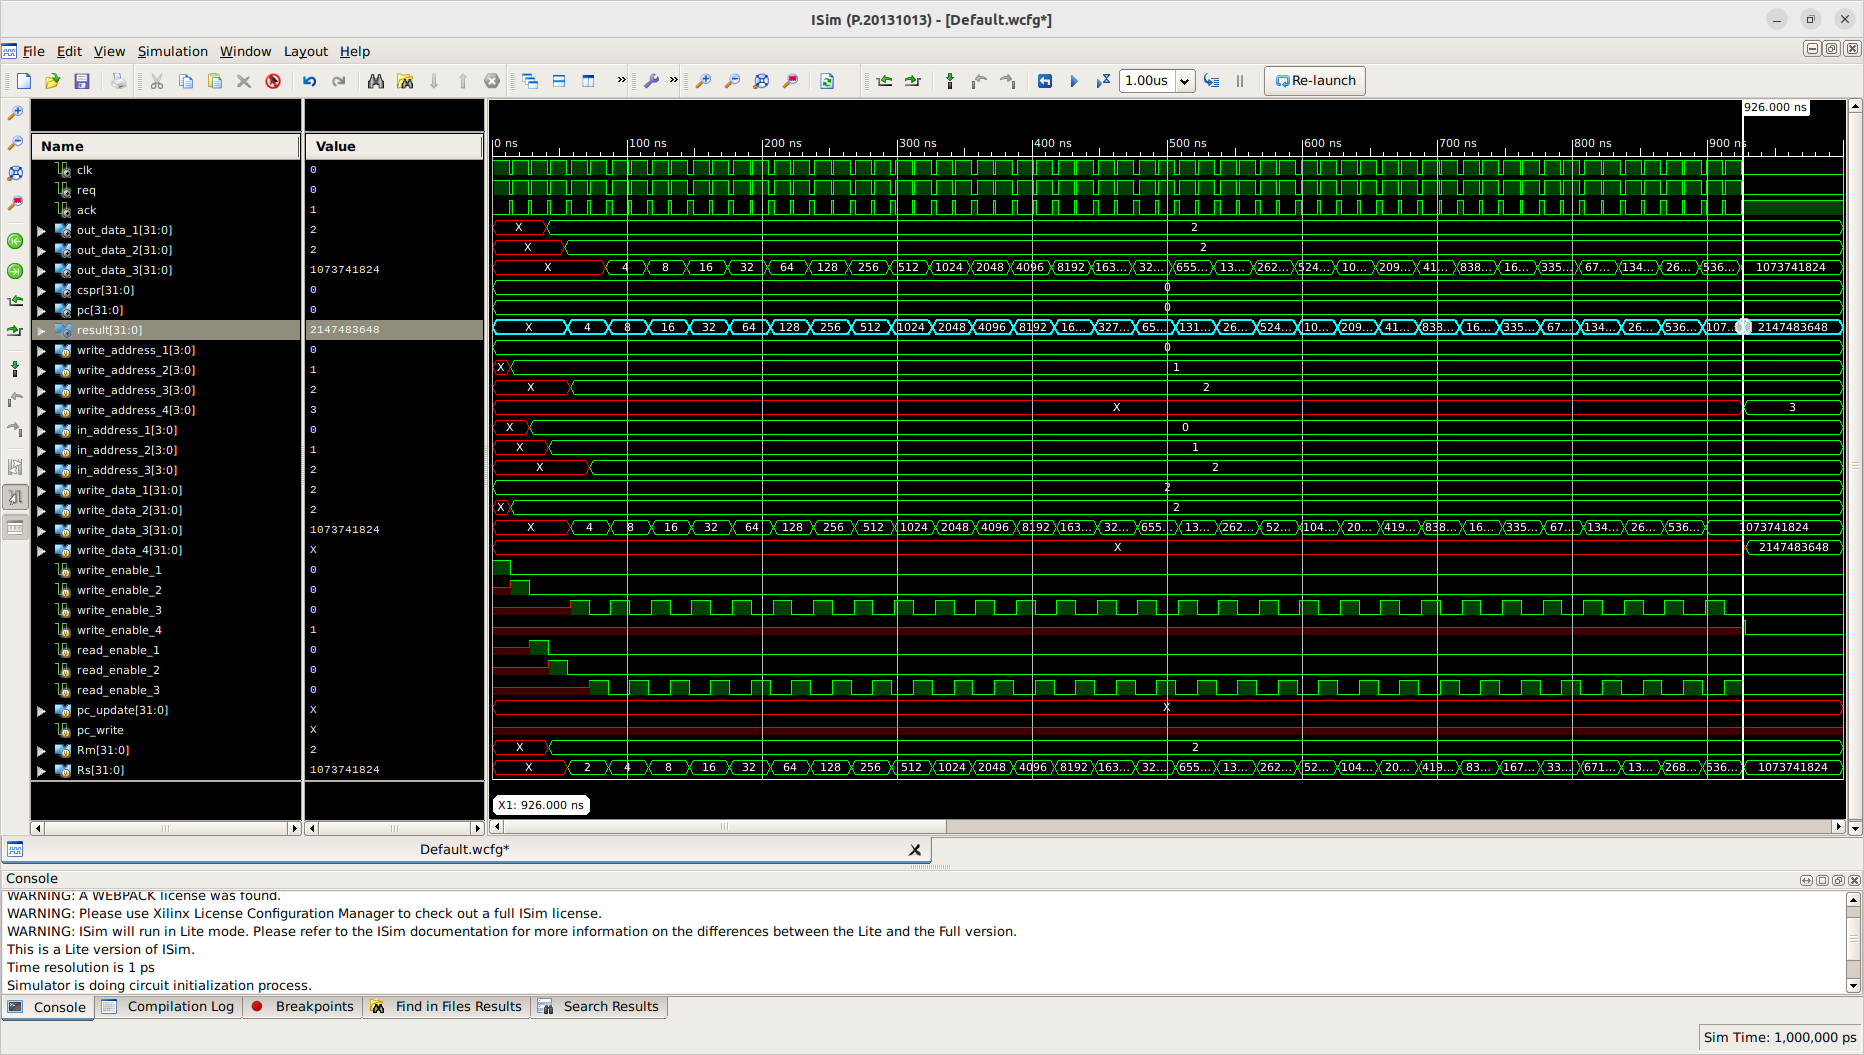 ISim (P.20131013) - [Default.wcfg*]
File Edit View Simulation Window Layout Help
» » 1.00us Re-launch
926.000 ns
Name Value
0 ns 100 ns 200 ns 300 ns 400 ns 500 ns 600 ns 700 ns 800 ns 900 ns
clk 0
req 0
ack 1
out_data_1[31:0] 2 X 2
out_data_2[31:0] 2 X 2
out_data_3[31:0] 1073741824 X 4 8 16 32 64 128 256 512 1024 2048 4096 8192 163... 32... 655... 13... 262... 524... 10... 209... 41... 838... 16... 335... 67... 134... 26... 536... 1073741824
cspr[31:0] 0 0
pc[31:0] 0 0
result[31:0] 2147483648 X 4 8 16 32 64 128 256 512 1024 2048 4096 8192 16... 327... 65... 131... 26... 524... 10... 209... 41... 838... 16... 335... 67... 134... 26... 536... 107... 2147483648
write_address_1[3:0] 0 0
write_address_2[3:0] 1 X 1
write_address_3[3:0] 2 X 2
write_address_4[3:0] 3 X 3
in_address_1[3:0] 0 X 0
in_address_2[3:0] 1 X 1
in_address_3[3:0] 2 X 2
write_data_1[31:0] 2 2
write_data_2[31:0] 2 X 2
write_data_3[31:0] 1073741824 X 4 8 16 32 64 128 256 512 1024 2048 4096 8192 163... 32... 655... 13... 262... 52... 104... 20... 419... 838... 16... 335... 67... 134... 26... 536... 1073741824
write_data_4[31:0] X X 2147483648
write_enable_1 0
write_enable_2 0
write_enable_3 0
write_enable_4 1
read_enable_1 0
read_enable_2 0
read_enable_3 0
pc_update[31:0] X X
pc_write X
Rm[31:0] 2 X 2
Rs[31:0] 1073741824 X 2 4 8 16 32 64 128 256 512 1024 2048 4096 8192 163... 32... 655... 13... 262... 52... 104... 20... 419... 83... 167... 33... 671... 13... 268... 536... 1073741824
X1: 926.000 ns
Default.wcfg*
Console
WARNING: A WEBPACK license was found.
WARNING: Please use Xilinx License Configuration Manager to check out a full ISim license.
WARNING: ISim will run in Lite mode. Please refer to the ISim documentation for more information on the differences between the Lite and the Full version.
This is a Lite version of ISim.
Time resolution is 1 ps
Simulator is doing circuit initialization process.
Console Compilation Log Breakpoints Find in Files Results Search Results
Sim Time: 1,000,000 ps